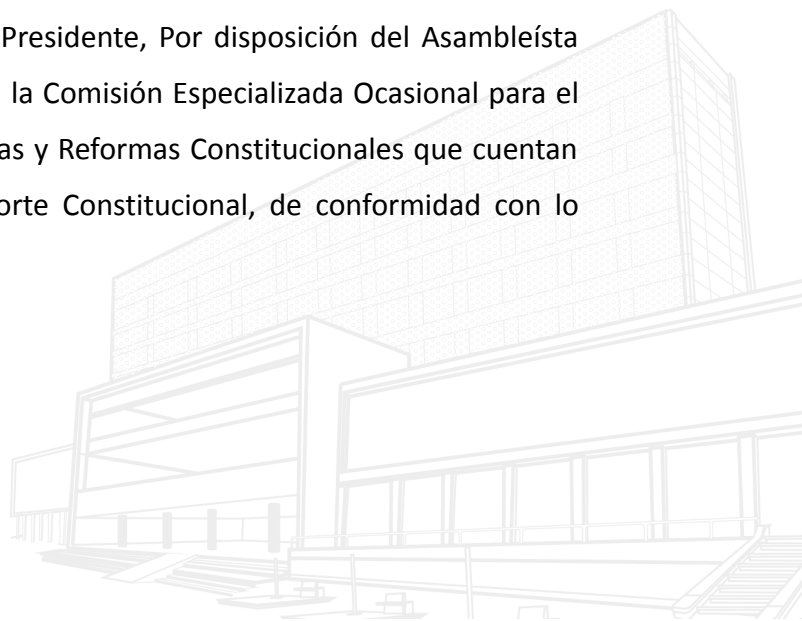 Presidente, Por disposición del Asambleísta
la Comisión Especializada Ocasional para el
as y Reformas Constitucionales que cuentan
orte Constitucional, de conformidad con lo